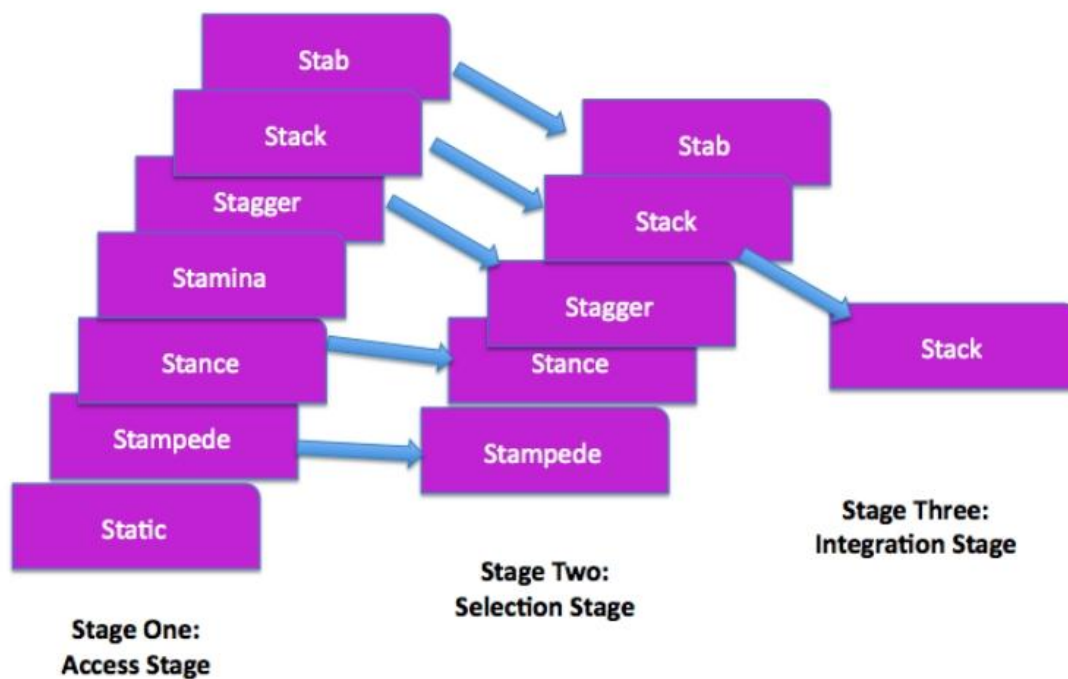 Stab
Stack
Stagger
Stamina
Stance
Stampede
Static
Stage One:
Access Stage
Stab
Stack
Stagger
Stance
Stampede
Stage Two:
Selection Stage
Stack
Stage Three:
Integration Stage